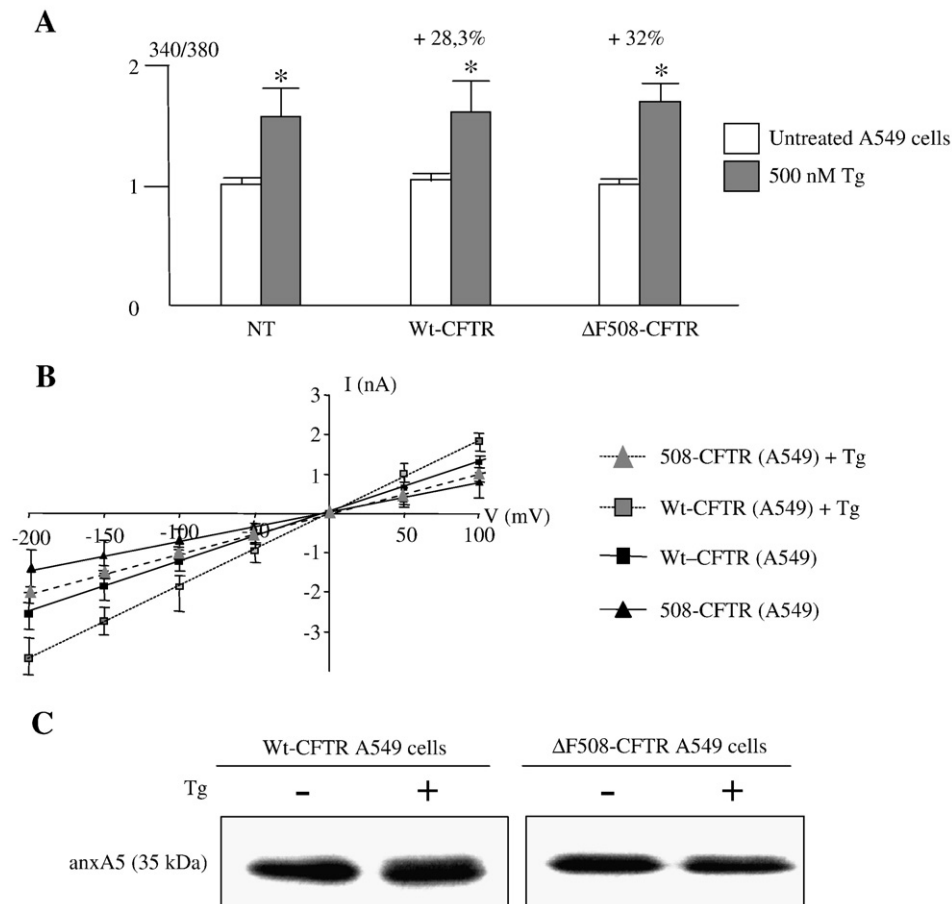 A
340/380
+ 28,3%
+ 32%
2
*
*
*
Untreated A549 cells
500 nM Tg
1
0
NT
Wt-CFTR
ΔF508-CFTR
B
I (nA)
3
2
1
V (mV)
-200
-150
-100
50
100
-1
-2
-3
508-CFTR (A549) + Tg
Wt-CFTR (A549) + Tg
Wt–CFTR (A549)
508-CFTR (A549)
C
Wt-CFTR A549 cells
ΔF508-CFTR A549 cells
Tg
-
+
-
+
anxA5 (35 kDa)